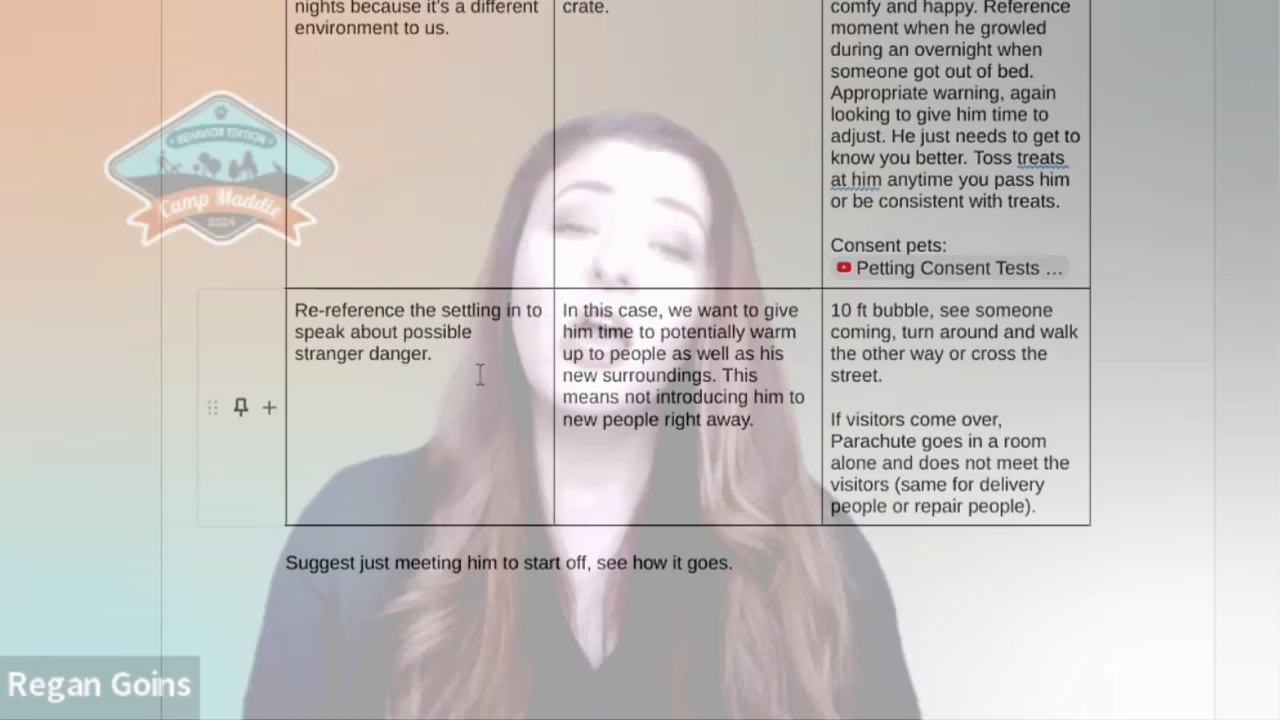 nights because it's a different
environment to us.
crate.
comfy and happy. Reference
moment when he growled
during an overnight when
someone got out of bed.
Appropriate warning, again
looking to give him time to
adjust. He just needs to get to
know you better. Toss treats
at him anytime you pass him
or be consistent with treats.
Consent pets:
Petting Consent Tests ...
BEHAVIOR EDITION
Camp Maddie
2024
Re-reference the settling in to
speak about possible
stranger danger.
In this case, we want to give
him time to potentially warm
up to people as well as his
new surroundings. This
means not introducing him to
new people right away.
10 ft bubble, see someone
coming, turn around and walk
the other way or cross the
street.
If visitors come over,
Parachute goes in a room
alone and does not meet the
visitors (same for delivery
people or repair people).
Suggest just meeting him to start off, see how it goes.
Regan Goins